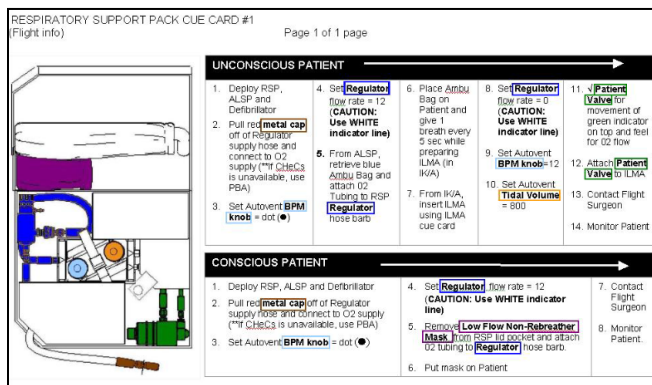 RESPIRATORY SUPPORT PACK CUE CARD #1
(Flight info) Page 1 of 1 page
UNCONSCIOUS PATIENT
1. Deploy RSP,
ALSP and
Defibrillator
2. Pull red metal cap
off of Regulator
supply hose and
connect to O2
supply (**if CHeCs
is unavailable, use
PBA)
3. Set Autovent BPM
knob = dot (●)
4. Set Regulator
flow rate = 12
(CAUTION:
Use WHITE
indicator line)
5. From ALSP,
retrieve blue
Ambu Bag and
attach 02
Tubing to RSP
Regulator
hose barb
6. Place Ambu
Bag on
Patient and
give 1
breath every
5 sec while
preparing
ILMA (in
IK/A)
7. From IK/A,
insert ILMA
using ILMA
cue card
8. Set Regulator
flow rate = 0
(CAUTION:
Use WHITE
indicator line)
9. Set Autovent
BPM knob=12
10. Set Autovent
Tidal Volume
= 800
11. √ Patient
Valve for
movement of
green indicator
on top and feel
for 02 flow
12. Attach Patient
Valve to ILMA
13. Contact Flight
Surgeon
14. Monitor Patient
CONSCIOUS PATIENT
1. Deploy RSP, ALSP and Defibrillator
2. Pull red metal cap off of Regulator
supply hose and connect to O2 supply
(**if CHeCs is unavailable, use PBA)
3. Set Autovent BPM knob = dot (●)
4. Set Regulator flow rate = 12
(CAUTION: Use WHITE indicator
line)
5. Remove Low Flow Non-Rebreather
Mask from RSP lid pocket and attach
02 tubing to Regulator hose barb.
6. Put mask on Patient
7. Contact
Flight
Surgeon
8. Monitor
Patient.